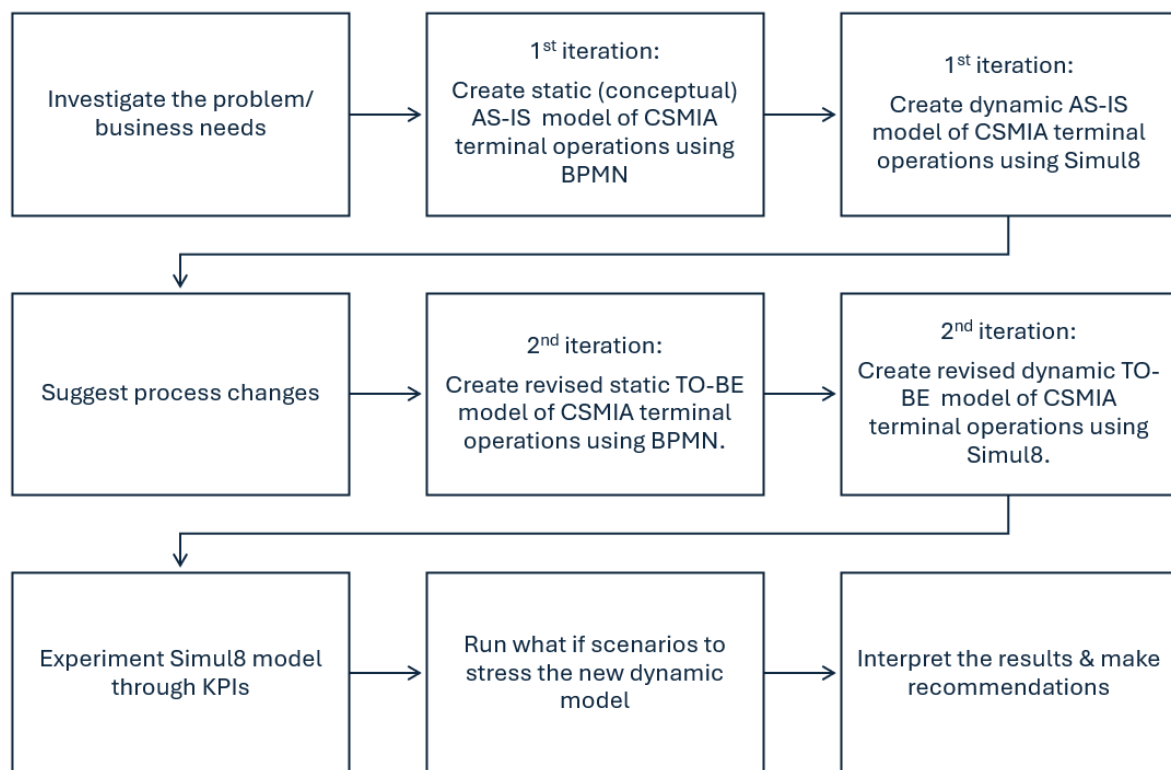 Investigate the problem/
business needs
1st iteration:
Create static (conceptual)
AS-IS  model of CSMIA
terminal operations using
BPMN
1st iteration:
Create dynamic AS-IS
model of CSMIA terminal
operations using Simul8
Suggest process changes
2nd iteration:
Create revised static TO-BE
model of CSMIA terminal
operations using BPMN.
2nd iteration:
Create revised dynamic TO-
BE  model of CSMIA
terminal operations using
Simul8.
Experiment Simul8 model
through KPIs
Run what if scenarios to
stress the new dynamic
model
Interpret the results & make
recommendations